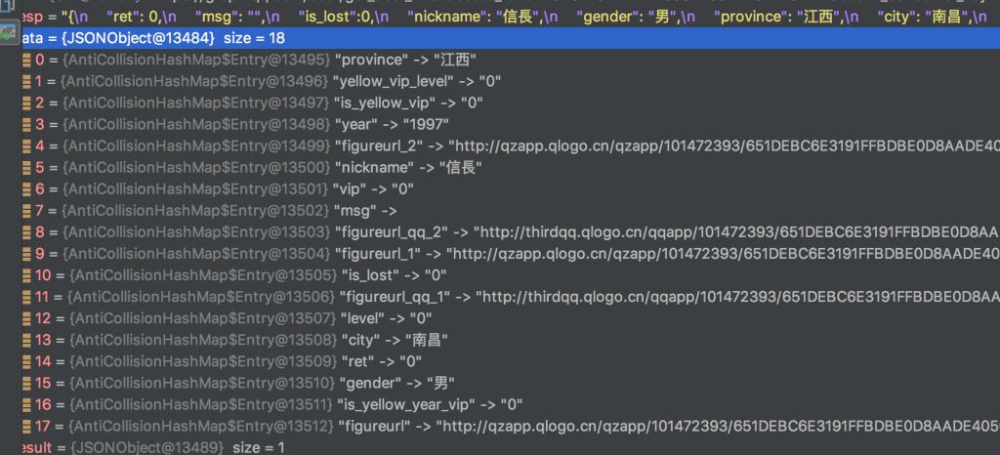 esp = "{\n "ret": 0,\n "msg": "",\n "is_lost":0,\n "nickname": "信長",\n "gender": "男",\n "province": "江西",\n "city": "南昌",\n
ata = {JSONObject@13484} size = 18
0 = {AntiCollisionHashMap$Entry@13495} "province" -> "江西"
1 = {AntiCollisionHashMap$Entry@13496} "yellow_vip_level" -> "0"
2 = {AntiCollisionHashMap$Entry@13497} "is_yellow_vip" -> "0"
3 = {AntiCollisionHashMap$Entry@13498} "year" -> "1997"
4 = {AntiCollisionHashMap$Entry@13499} "figureurl_2" -> "http://qzapp.qlogo.cn/qzapp/101472393/651DEBC6E3191FFBDBE0D8AADE40
5 = {AntiCollisionHashMap$Entry@13500} "nickname" -> "信長"
6 = {AntiCollisionHashMap$Entry@13501} "vip" -> "0"
7 = {AntiCollisionHashMap$Entry@13502} "msg" ->
8 = {AntiCollisionHashMap$Entry@13503} "figureurl_qq_2" -> "http://thirdqq.qlogo.cn/qqapp/101472393/651DEBC6E3191FFBDBE0D8AA
9 = {AntiCollisionHashMap$Entry@13504} "figureurl_1" -> "http://qzapp.qlogo.cn/qzapp/101472393/651DEBC6E3191FFBDBE0D8AADE40
10 = {AntiCollisionHashMap$Entry@13505} "is_lost" -> "0"
11 = {AntiCollisionHashMap$Entry@13506} "figureurl_qq_1" -> "http://thirdqq.qlogo.cn/qqapp/101472393/651DEBC6E3191FFBDBE0D8AA
12 = {AntiCollisionHashMap$Entry@13507} "level" -> "0"
13 = {AntiCollisionHashMap$Entry@13508} "city" -> "南昌"
14 = {AntiCollisionHashMap$Entry@13509} "ret" -> "0"
15 = {AntiCollisionHashMap$Entry@13510} "gender" -> "男"
16 = {AntiCollisionHashMap$Entry@13511} "is_yellow_year_vip" -> "0"
17 = {AntiCollisionHashMap$Entry@13512} "figureurl" -> "http://qzapp.qlogo.cn/qzapp/101472393/651DEBC6E3191FFBDBE0D8AADE405
esult = {JSONObject@13489} size = 1